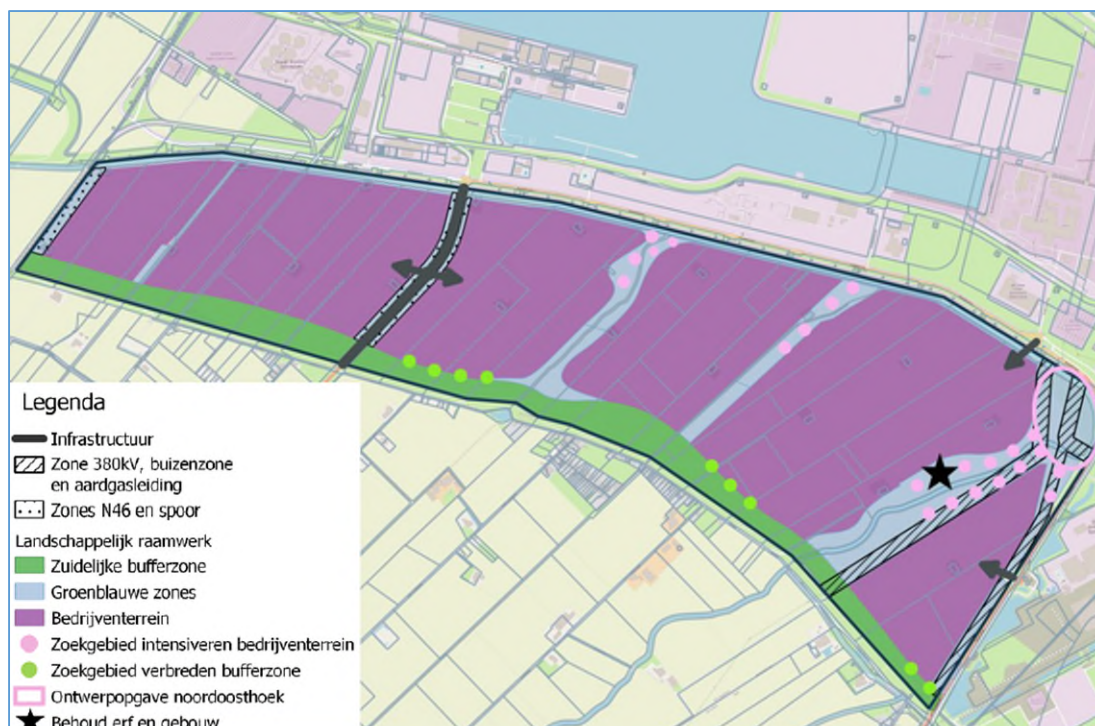 Legenda
Infrastructuur
Zone 380kV, buizenzone
en aardgasleiding
Zones N46 en spoor
Landschappelijk raamwerk
Zuidelijke bufferzone
Groenblauwe zones
Bedrijventerrein
Zoekgebied intensiveren bedrijventerrein
Zoekgebied verbreden bufferzone
Ontwerpopgave noordoosthoek
Behoud erf en gebouw